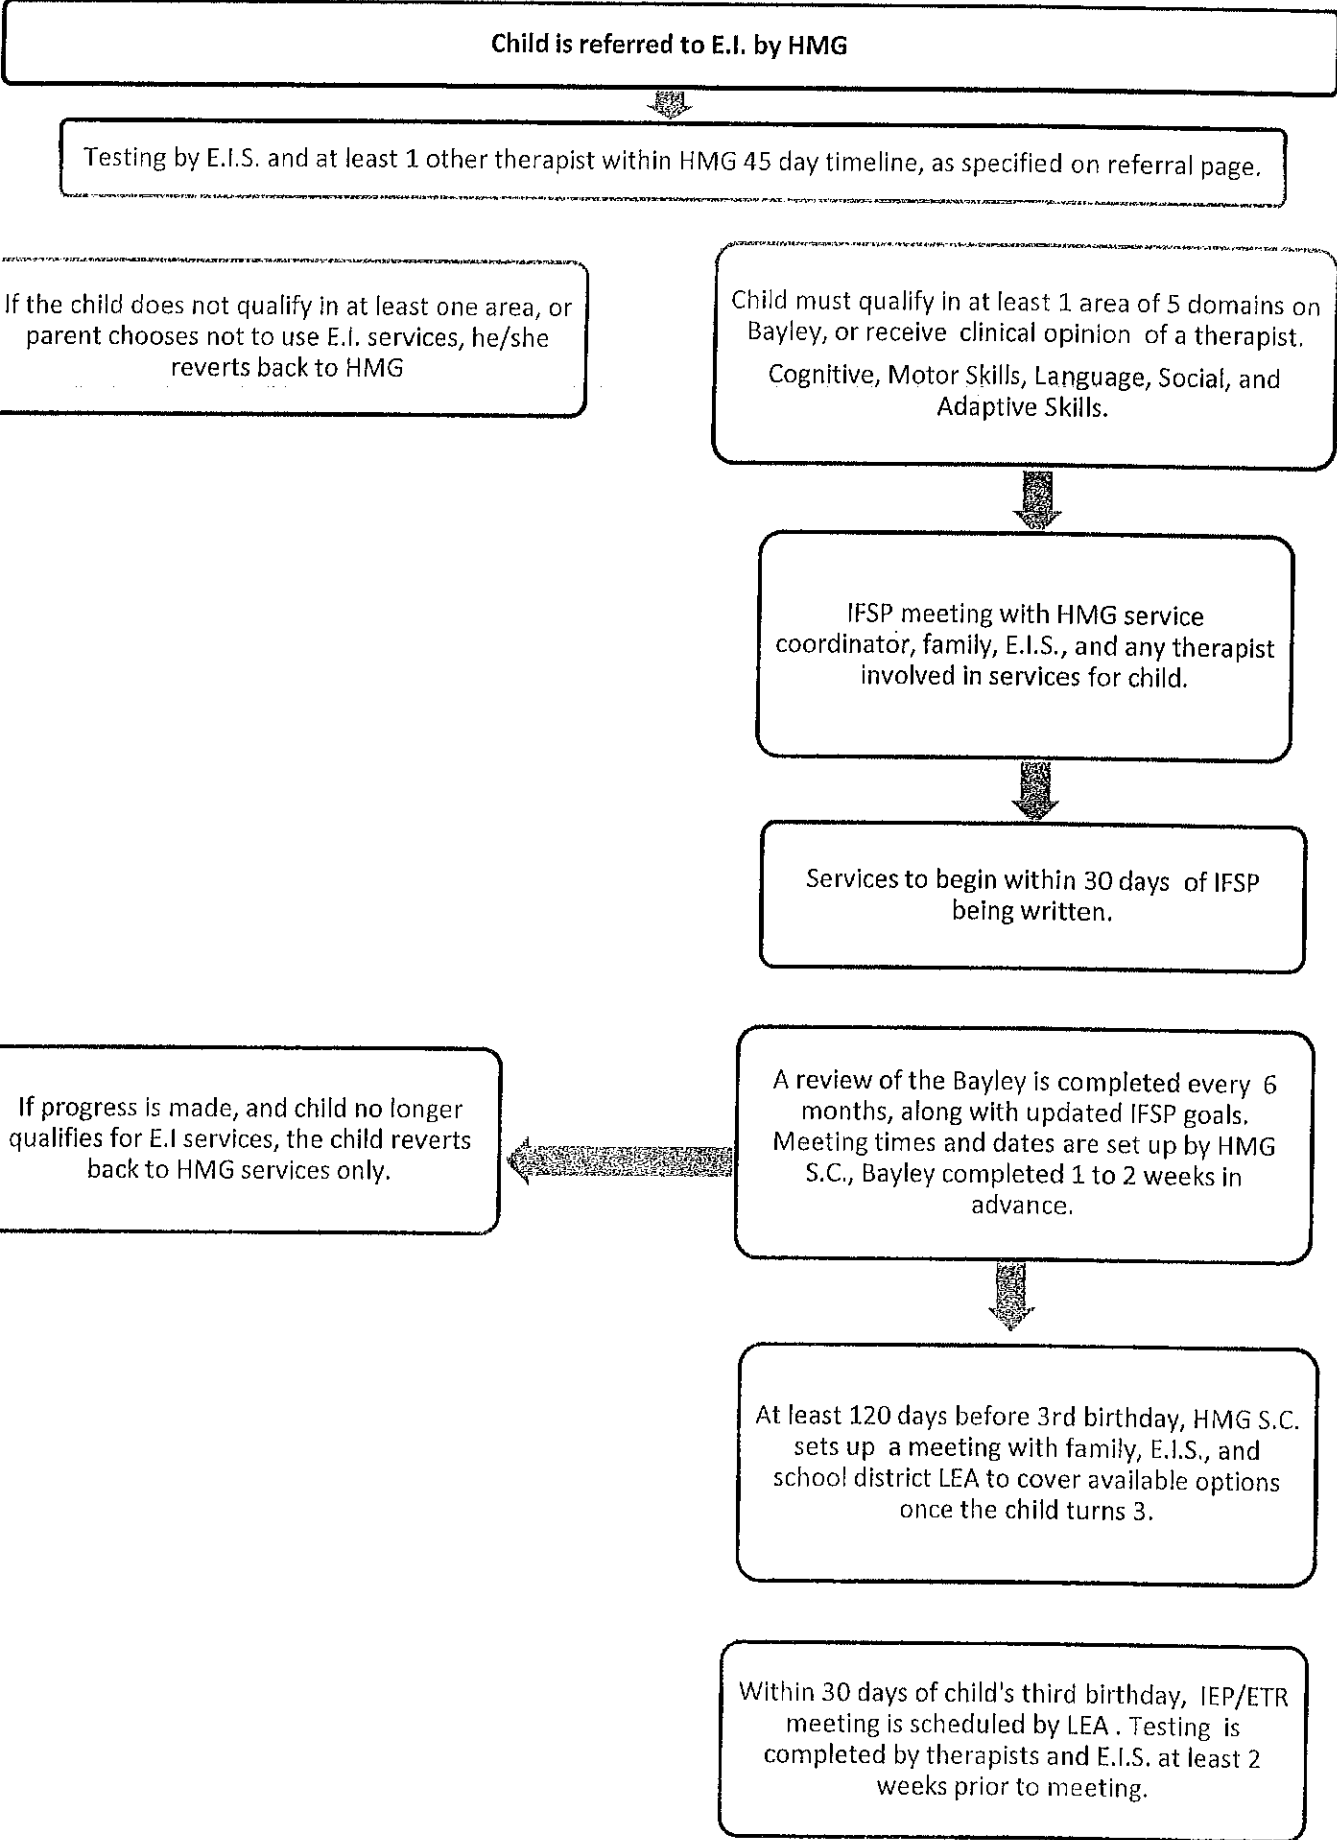 Child is referred to E.I. by HMG
Testing by E.I.S. and at least 1 other therapist within HMG 45 day timeline, as specified on referral page.
If the child does not qualify in at least one area, or
parent chooses not to use E.I. services, he/she
reverts back to HMG
Child must qualify in at least 1 area of 5 domains on
Bayley, or receive clinical opinion of a therapist.
Cognitive, Motor Skills, Language, Social, and
Adaptive Skills.
IFSP meeting with HMG service
coordinator, family, E.I.S., and any therapist
involved in services for child.
Services to begin within 30 days of IFSP
being written.
If progress is made, and child no longer
qualifies for E.I services, the child reverts
back to HMG services only.
A review of the Bayley is completed every 6
months, along with updated IFSP goals.
Meeting times and dates are set up by HMG
S.C., Bayley completed 1 to 2 weeks in
advance.
At least 120 days before 3rd birthday, HMG S.C.
sets up a meeting with family, E.I.S., and
school district LEA to cover available options
once the child turns 3.
Within 30 days of child's third birthday, IEP/ETR
meeting is scheduled by LEA . Testing is
completed by therapists and E.I.S. at least 2
weeks prior to meeting.